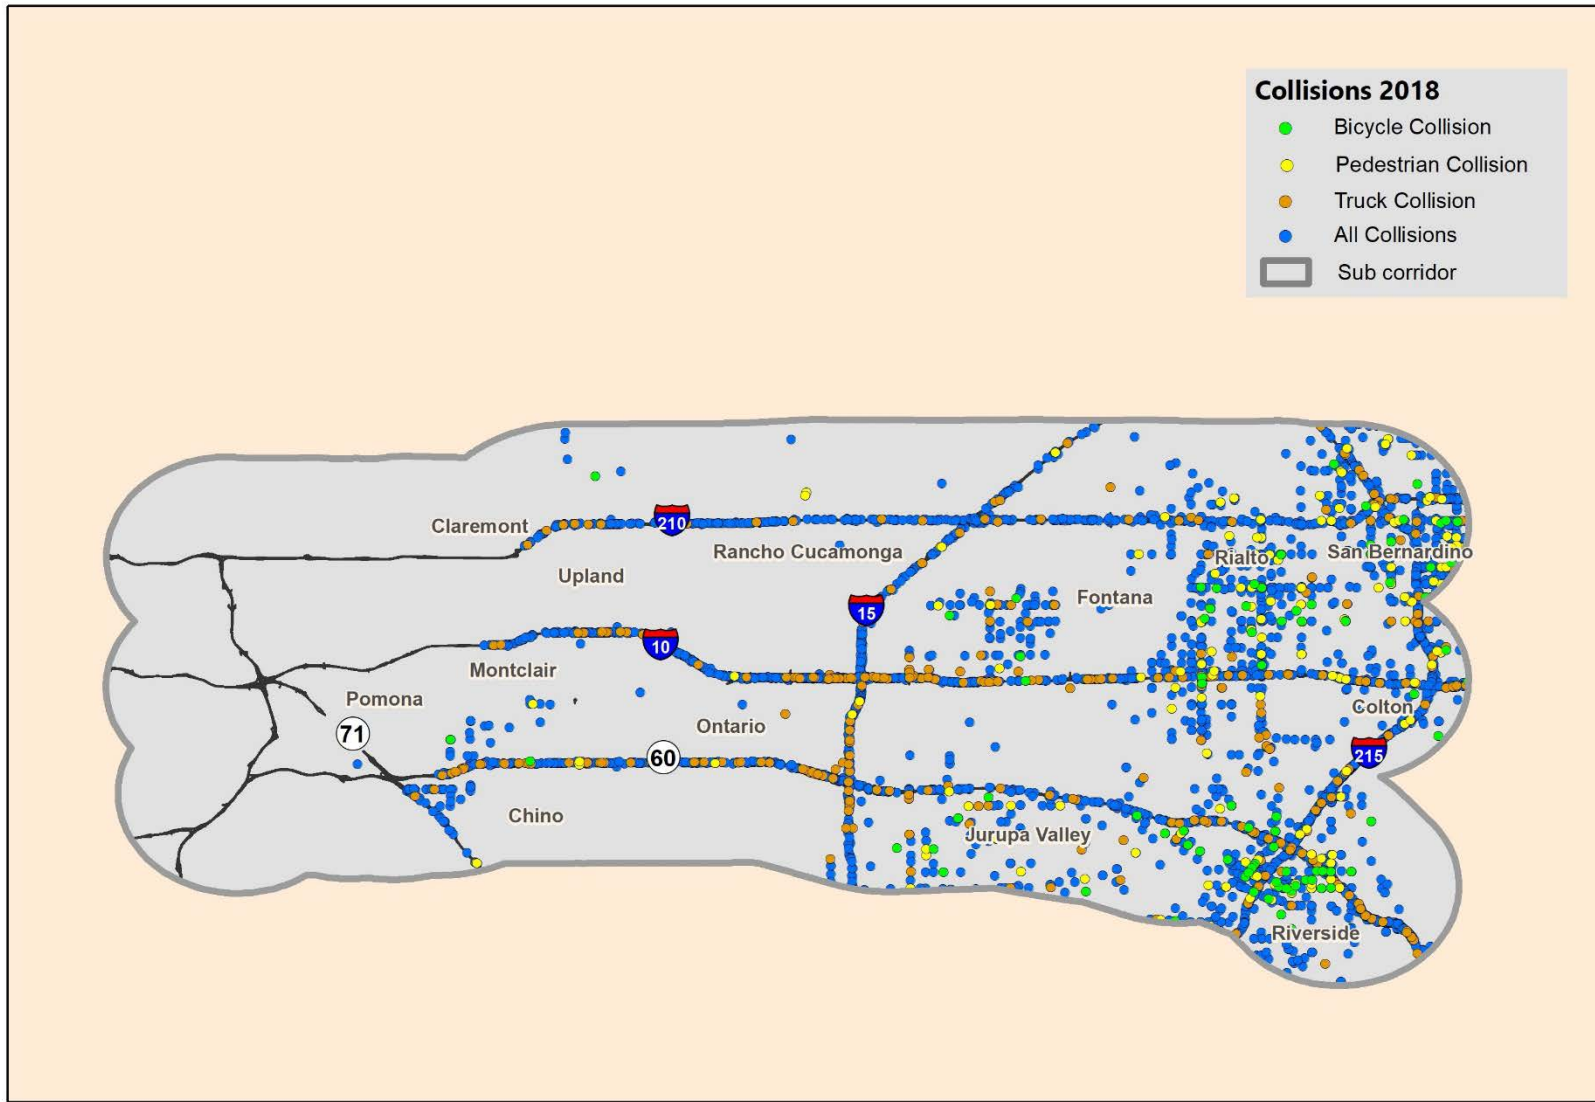 Collisions 2018
Bicycle Collision
Pedestrian Collision
Truck Collision
All Collisions
Sub corridor
Claremont
210
Rancho Cucamonga
Upland
Rialto
San Bernardino
15
Fontana
10
Montclair
Pomona
71
Ontario
60
Colton
215
Chino
Jurupa Valley
Riverside